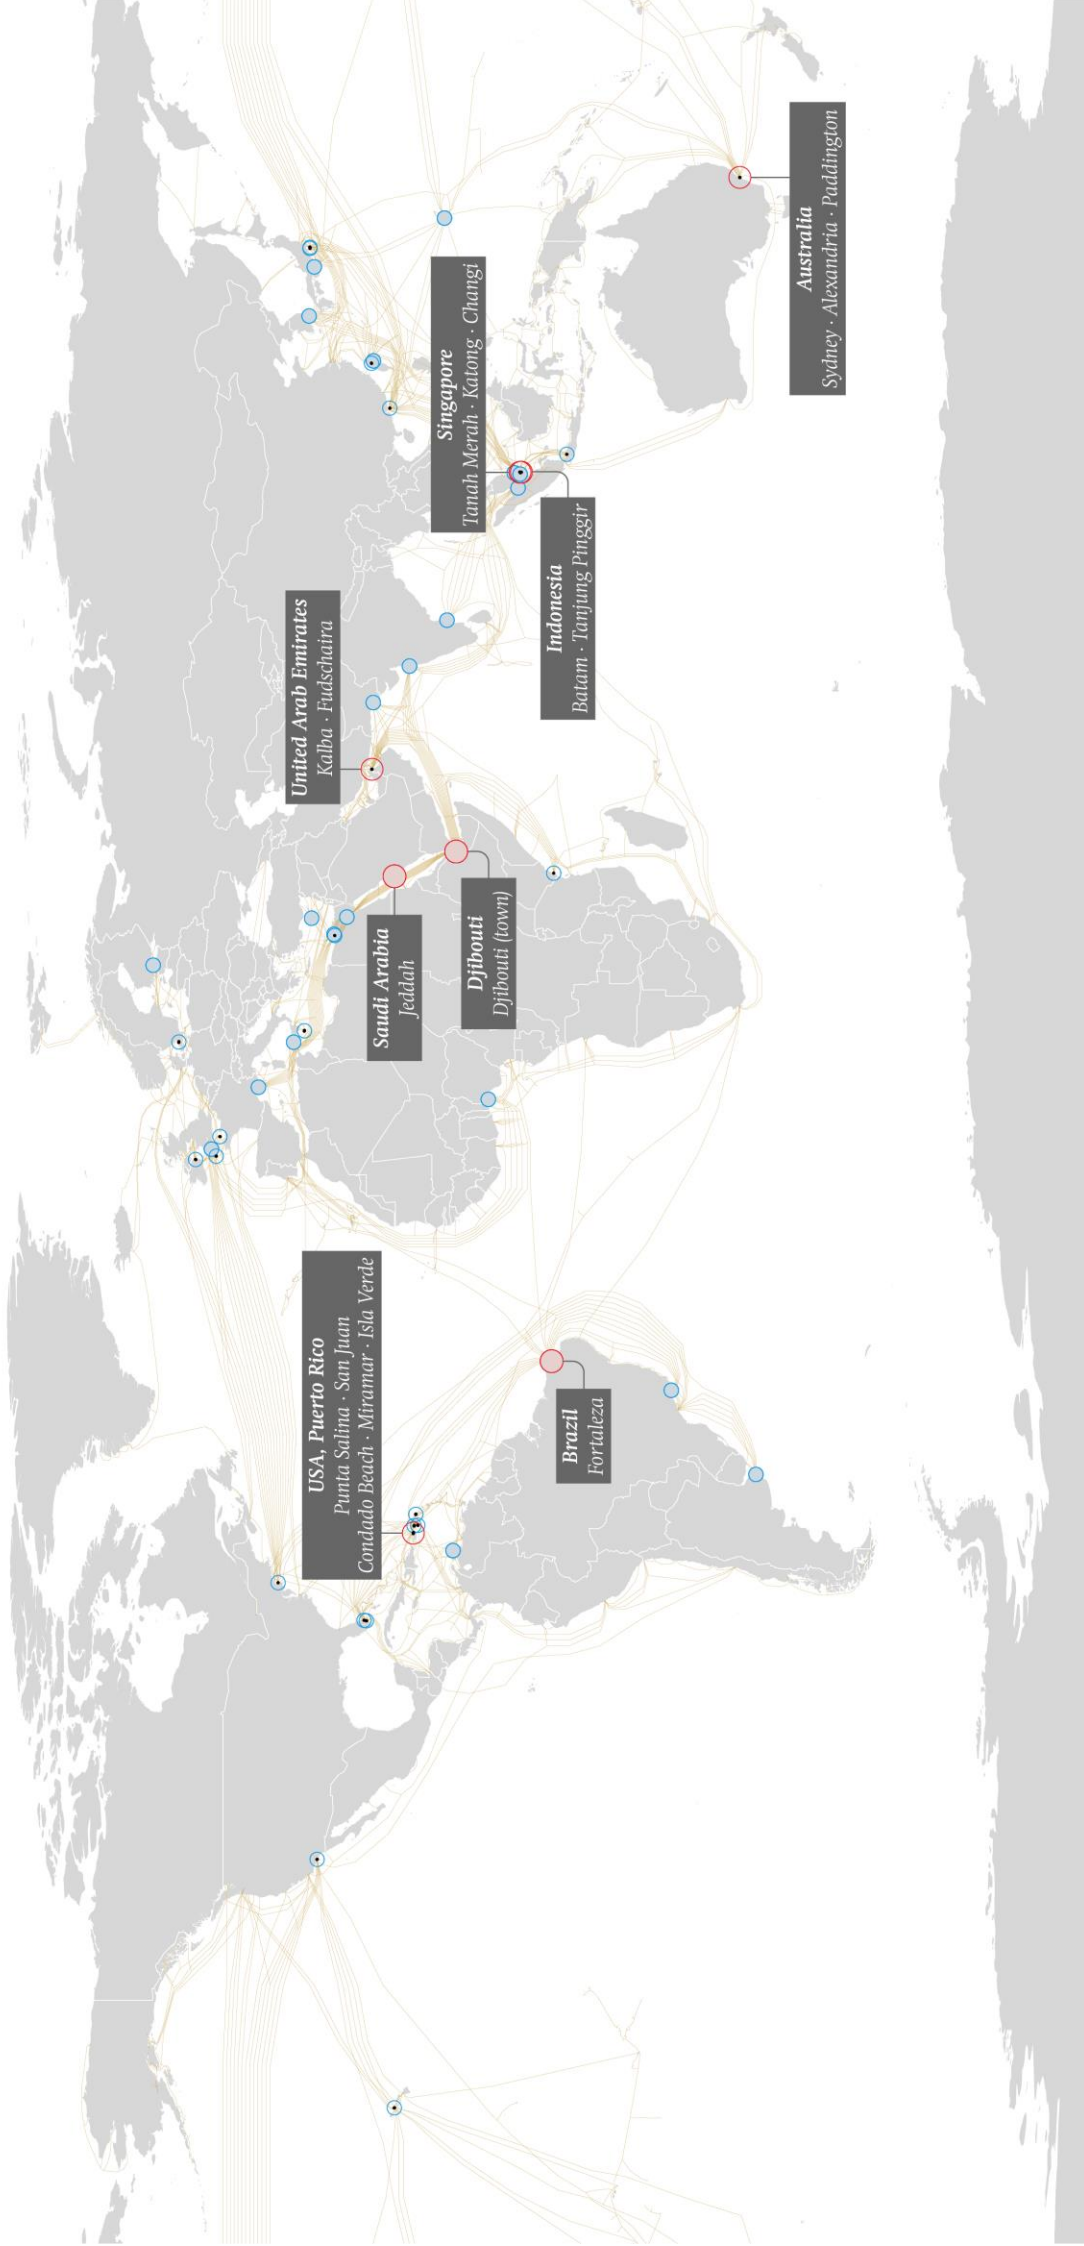 USA, Puerto Rico
Punta Salina · San Juan
Condado Beach · Miramar · Isla Verde
Brazil
Fortaleza
Saudi Arabia
Jeddah
Djibouti
Djibouti (town)
United Arab Emirates
Kalba · Fudschaira
Singapore
Tanah Merah · Katong · Changi
Indonesia
Batam · Tanjung Pinggir
Australia
Sydney · Alexandria · Paddington